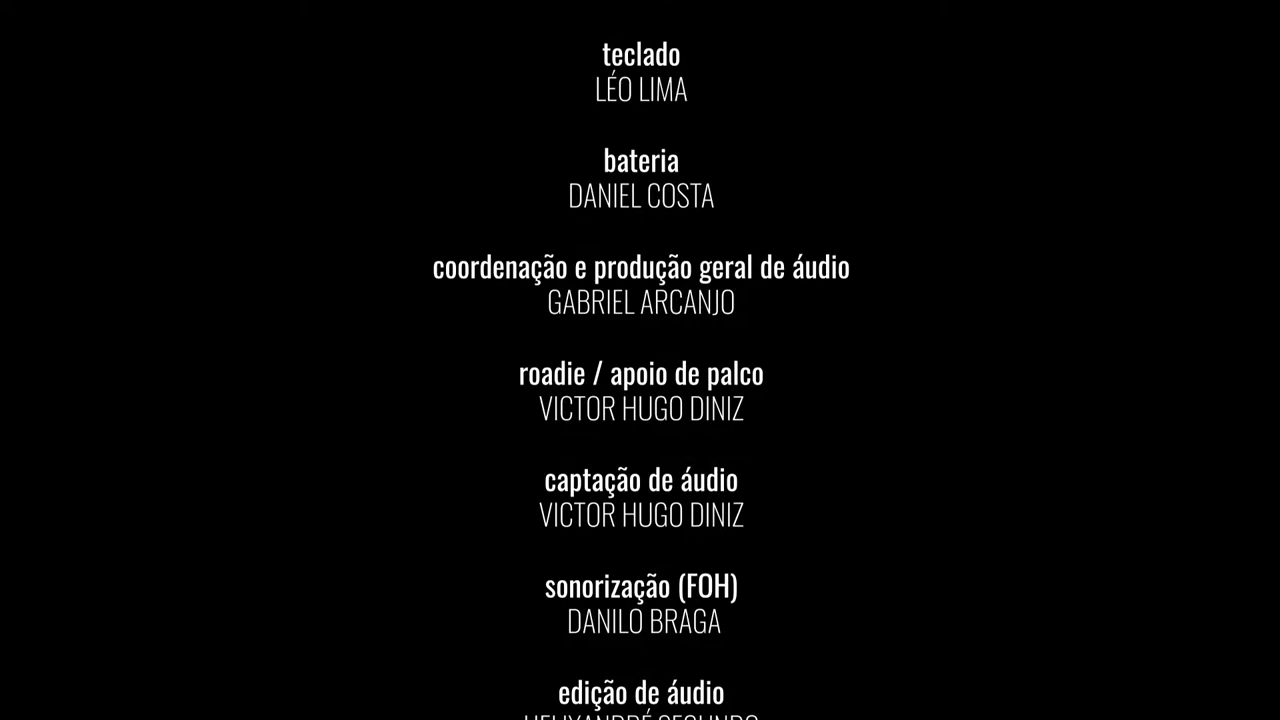 teclado
LÉO LIMA
bateria
DANIEL COSTA
coordenação e produção geral de áudio
GABRIEL ARCANJO
roadie / apoio de palco
VICTOR HUGO DINIZ
captação de áudio
VICTOR HUGO DINIZ
sonorização (FOH)
DANILO BRAGA
edição de áudio